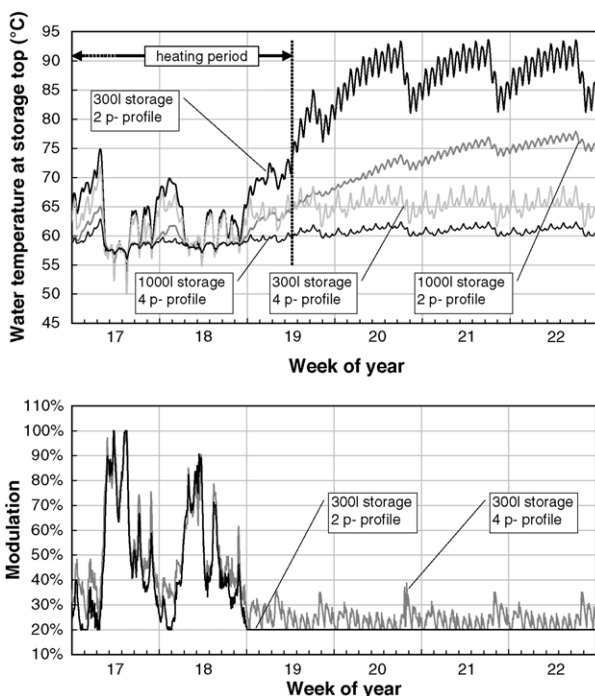 95
90
85
80
75
70
65
60
55
50
45
Water temperature at storage top (°C)
heating period
300l storage
2 p- profile
1000l storage
4 p- profile
300l storage
4 p- profile
1000l storage
2 p- profile
17 18 19 20 21 22
Week of year
110%
100%
90%
80%
70%
60%
50%
40%
30%
20%
10%
Modulation
300l storage
2 p- profile
300l storage
4 p- profile
17 18 19 20 21 22
Week of year